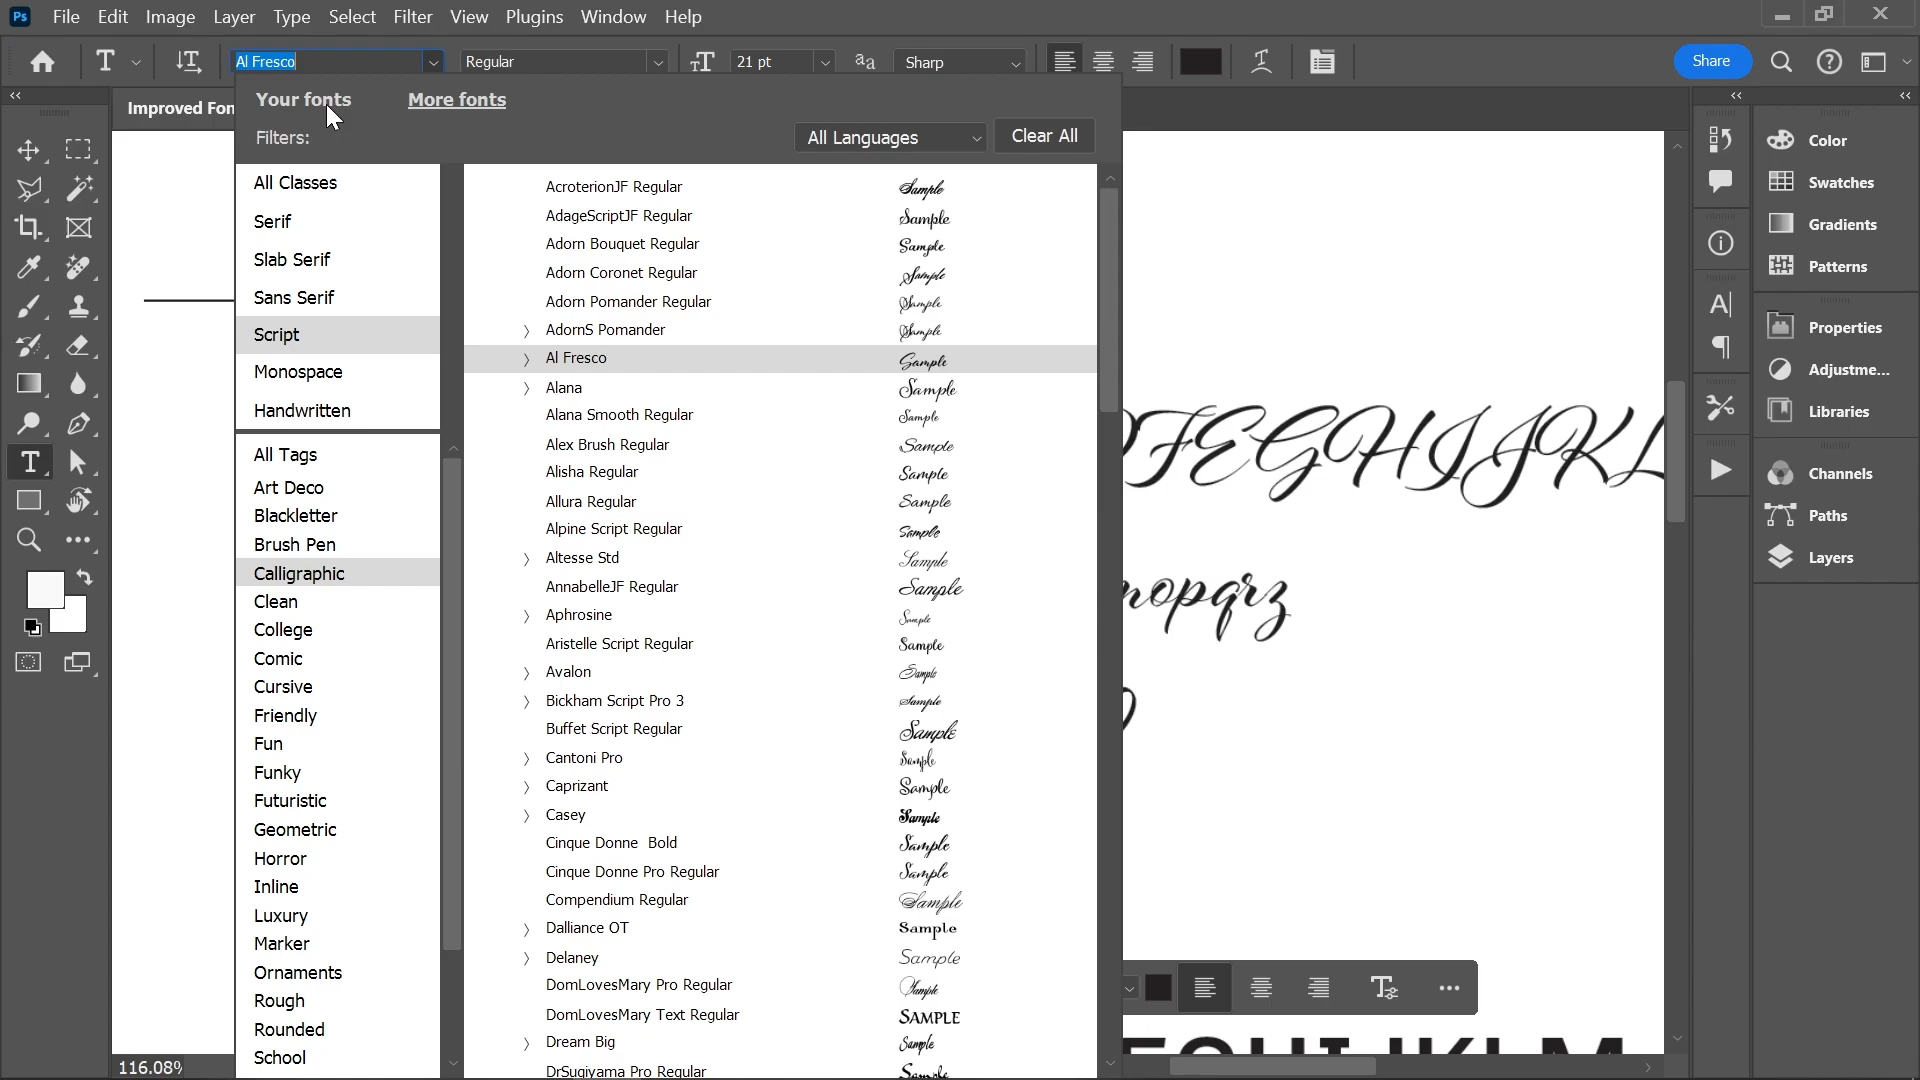 Ps File Edit Image Layer Type Select Filter View Plugins Window Help
Al Fresco Regular 21 pt aa Sharp Share
Improved Fon
Your fonts More fonts
Filters: All Languages Clear All
All Classes
Serif
Slab Serif
Sans Serif
Script
Monospace
Handwritten
All Tags
Art Deco
Blackletter
Brush Pen
Calligraphic
Clean
College
Comic
Cursive
Friendly
Fun
Funky
Futuristic
Geometric
Horror
Inline
Luxury
Marker
Ornaments
Rough
Rounded
School
AcroterionJF Regular Sample
AdageScriptJF Regular Sample
Adorn Bouquet Regular Sample
Adorn Coronet Regular Sample
Adorn Pomander Regular Sample
AdornS Pomander Sample
Al Fresco Sample
Alana Sample
Alana Smooth Regular Sample
Alex Brush Regular Sample
Alisha Regular Sample
Allura Regular Sample
Alpine Script Regular Sample
Altesse Std Sample
AnnabelleJF Regular Sample
Aphrosine Sample
Aristelle Script Regular Sample
Avalon Sample
Bickham Script Pro 3 Sample
Buffet Script Regular Sample
Cantoni Pro Sample
Caprizant Sample
Casey Sample
Cinque Donne Bold Sample
Cinque Donne Pro Regular Sample
Compendium Regular Sample
Dalliance OT Sample
Delaney Sample
DomLovesMary Pro Regular Sample
DomLovesMary Text Regular SAMPLE
Dream Big Sample
DrSugiyama Pro Regular Sample
FEGHIJKL
nopqrz
EGHIJKLM
Color
Swatches
Gradients
Patterns
Properties
Adjustme...
Libraries
Channels
Paths
Layers
116.08%